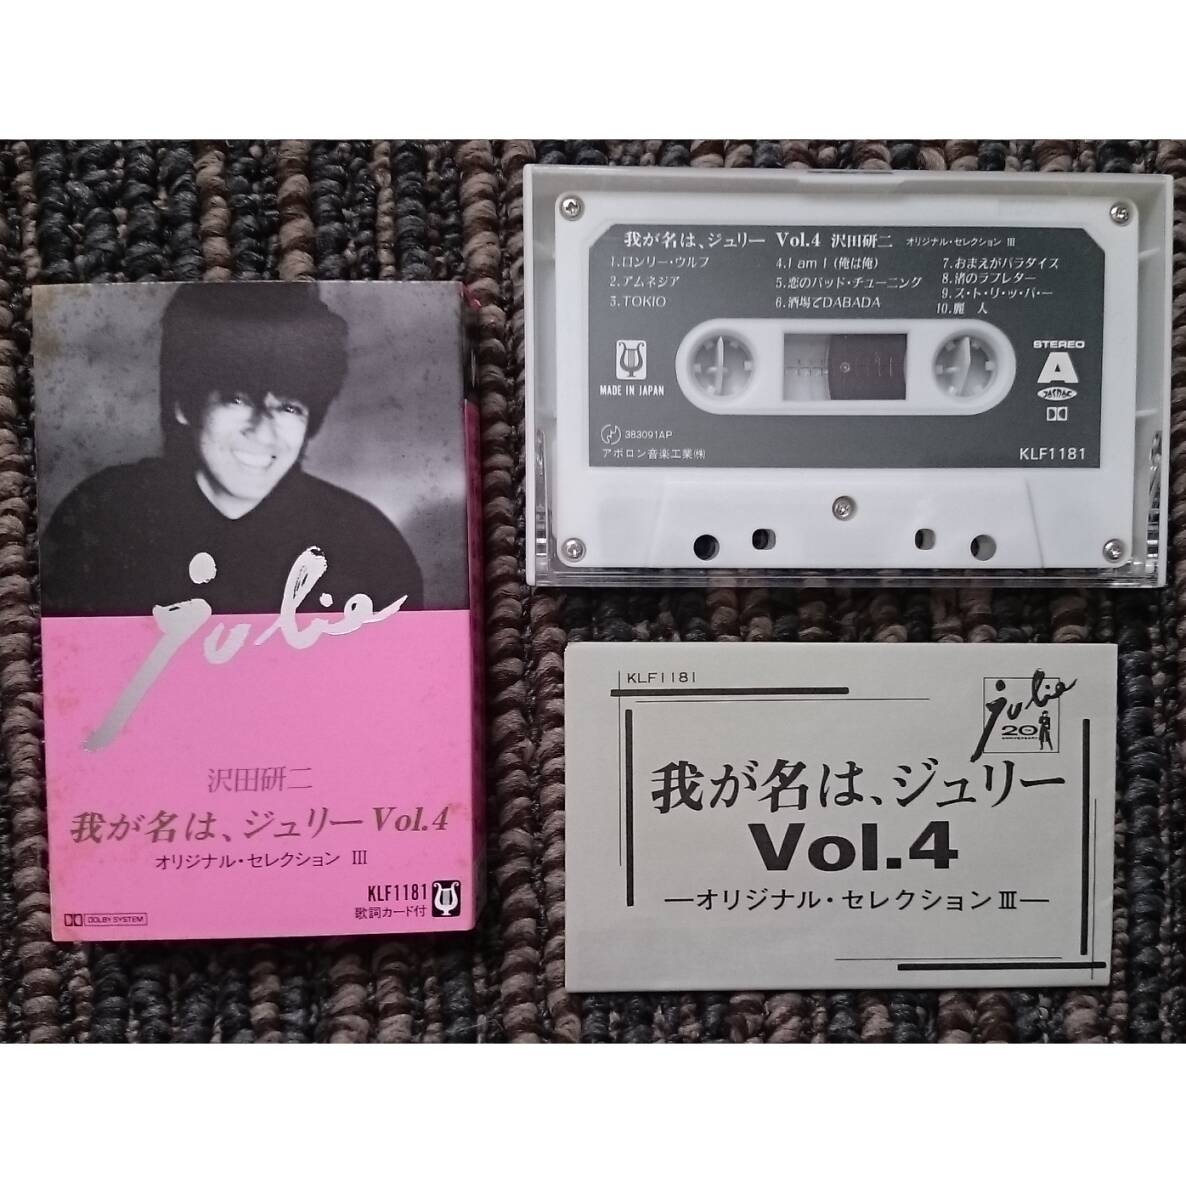 julie
沢田研二
我が名は、ジュリー Vol.4
オリジナル・セレクション III
KLF1181
歌詞カード付
DOLBY SYSTEM
我が名は、ジュリー Vol.4 沢田研二 オリジナル・セレクション III
1.ロンリー・ウルフ
2.アムネジア
3.TOKIO
4.I am I (俺は俺)
5.恋のバッド・チューニング
6.酒場でDABADA
7.おまえがパラダイス
8.渚のラブレター
9.ス・ト・リ・ッ・パ・ー
10.麗人
MADE IN JAPAN
STEREO
A
JASRAC
383091AP
アポロン音楽工業(株)
KLF1181
KLF1181
julie
20
ANNIVERSARY
我が名は、ジュリー
Vol.4
—オリジナル・セレクションIII—